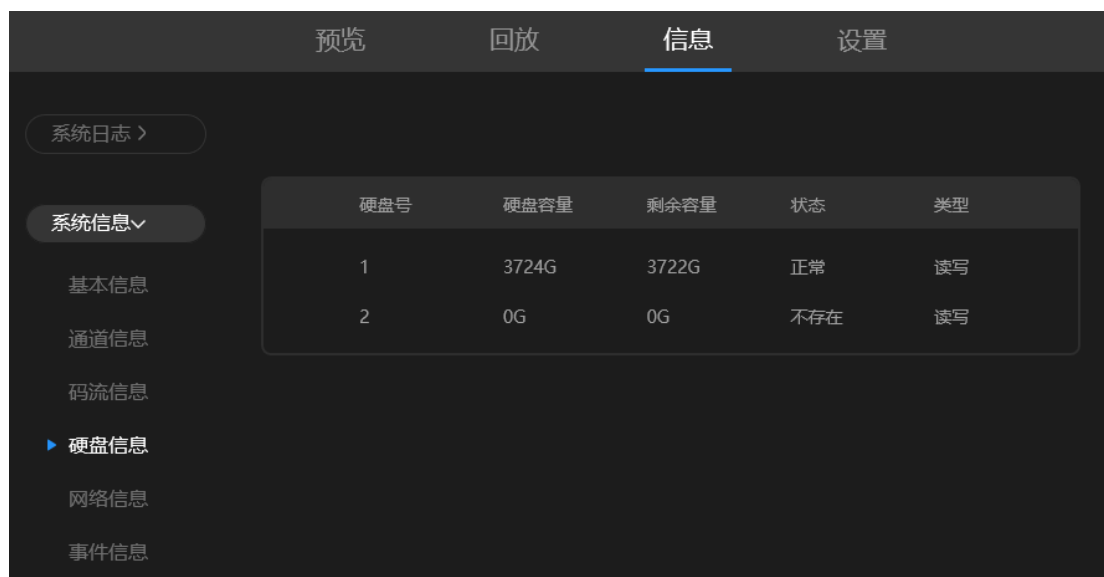 预览 回放 信息 设置
系统日志 >
系统信息
基本信息
通道信息
码流信息
硬盘信息
网络信息
事件信息
硬盘号 硬盘容量 剩余容量 状态 类型
1 3724G 3722G 正常 读写
2 0G 0G 不存在 读写